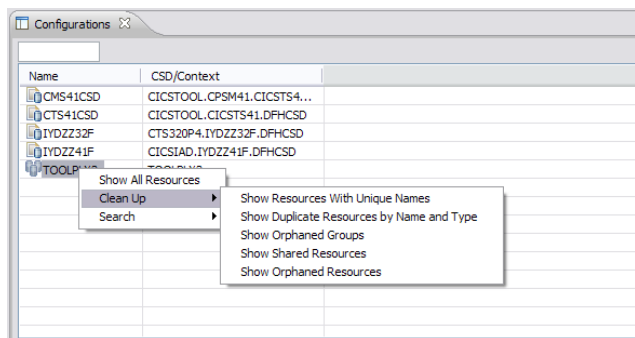 Configurations
Name CSD/Context
CMS41CSD CICSTOOL.CPSM41.CICSTS4...
CTS41CSD CICSTOOL.CICSTS41.DFHCSD
IYDZZ32F CTS320P4.IYDZZ32F.DFHCSD
IYDZZ41F CICSIAD.IYDZZ41F.DFHCSD
Show All Resources
Clean Up
Search
Show Resources With Unique Names
Show Duplicate Resources by Name and Type
Show Orphaned Groups
Show Shared Resources
Show Orphaned Resources